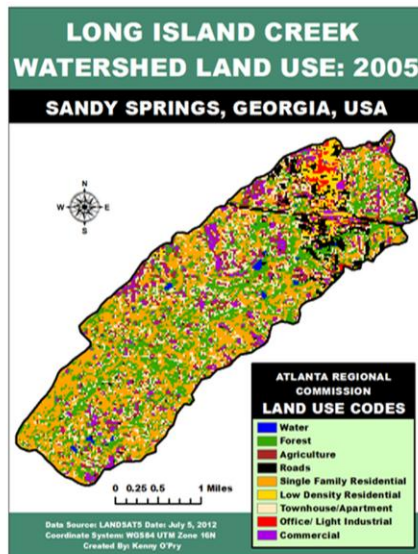 LONG ISLAND CREEK
WATERSHED LAND USE: 2005
SANDY SPRINGS, GEORGIA, USA
N
W
E
S
ATLANTA REGIONAL
COMMISSION
LAND USE CODES
Water
Forest
Agriculture
Roads
Single Family Residential
Low Density Residential
Townhouse/Apartment
Office/ Light Industrial
Commercial
0 0.25 0.5 1 Miles
Data Source: LANDSAT5 Date: July 5, 2012
Coordinate System: WGS84 UTM Zone 16N
Created By: Kenny O'Pry